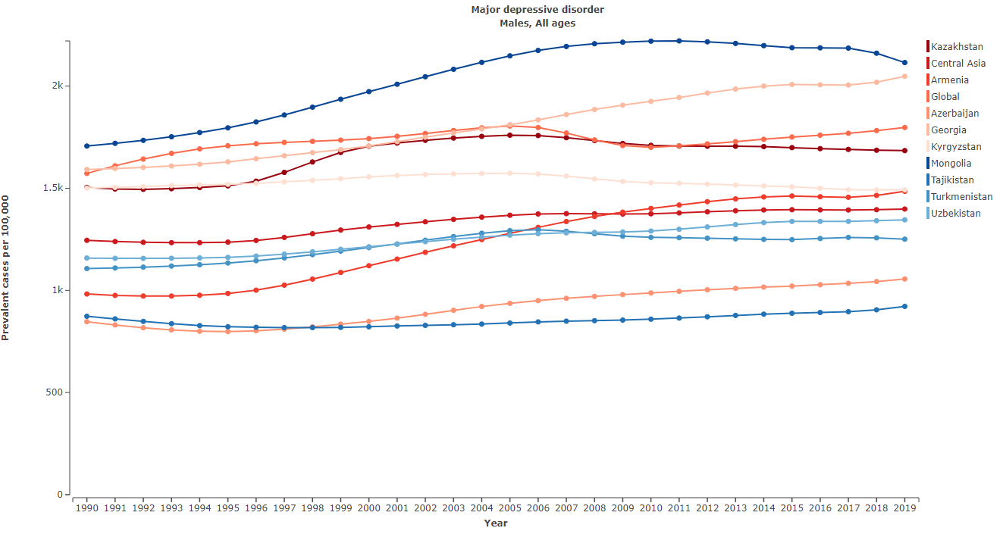 Major depressive disorder
Males, All ages
Prevalent cases per 100,000
2k
1.5k
1k
500
0
1990 1991 1992 1993 1994 1995 1996 1997 1998 1999 2000 2001 2002 2003 2004 2005 2006 2007 2008 2009 2010 2011 2012 2013 2014 2015 2016 2017 2018 2019
Year
Kazakhstan
Central Asia
Armenia
Global
Azerbaijan
Georgia
Kyrgyzstan
Mongolia
Tajikistan
Turkmenistan
Uzbekistan